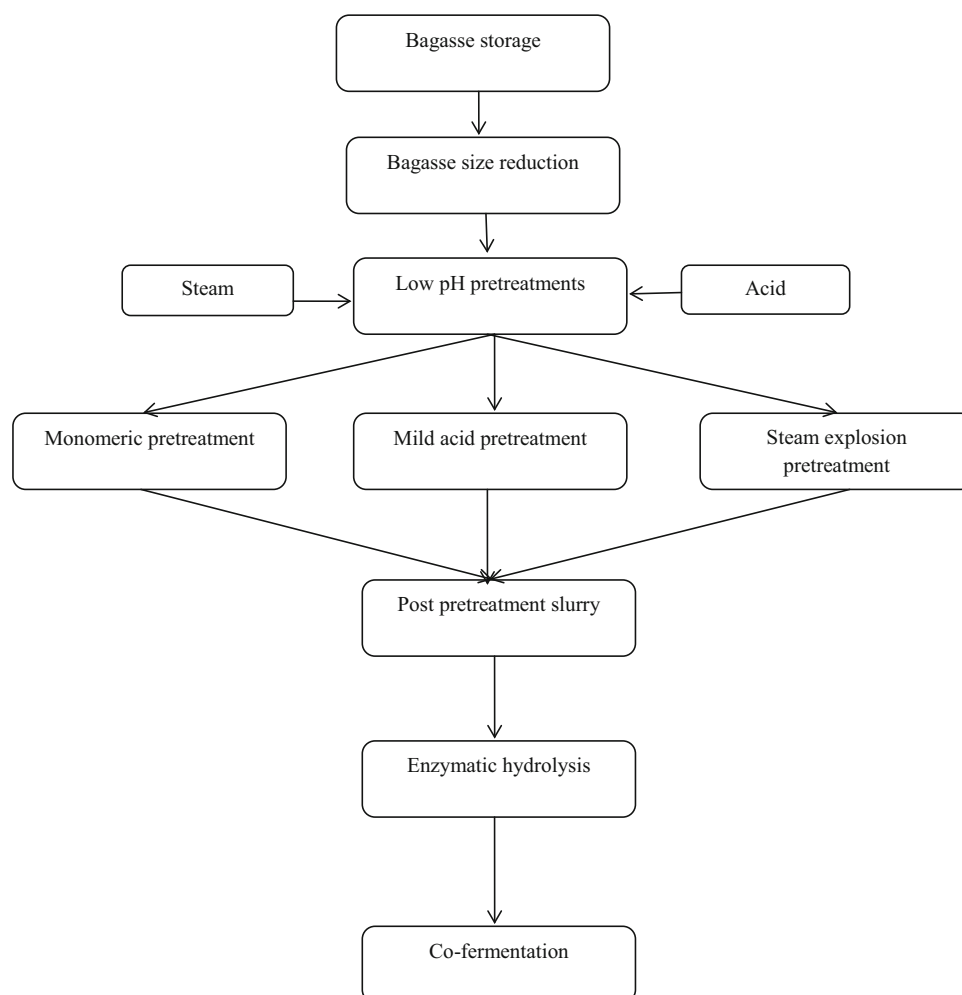 Bagasse storage
Bagasse size reduction
Steam
Low pH pretreatments
Acid
Monomeric pretreatment
Mild acid pretreatment
Steam explosion
pretreatment
Post pretreatment slurry
Enzymatic hydrolysis
Co-fermentation